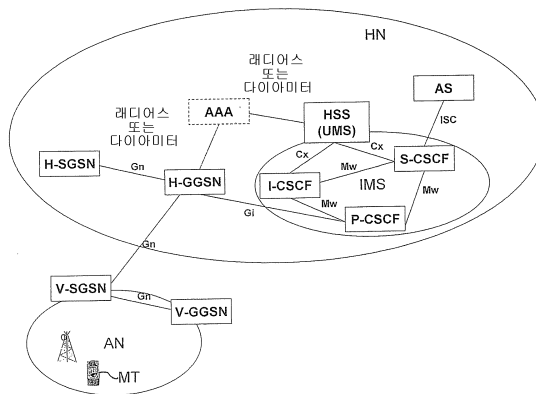 HN
래디어스
또는
다이아미터
AS
래디어스
또는
다이아미터
AAA
HSS
(UMS)
ISC
H-SGSN
Gn
H-GGSN
Cx
Cx
Mw
S-CSCF
I-CSCF
IMS
Mw
Mw
Gi
P-CSCF
Gn
V-SGSN
Gn
V-GGSN
AN
MT